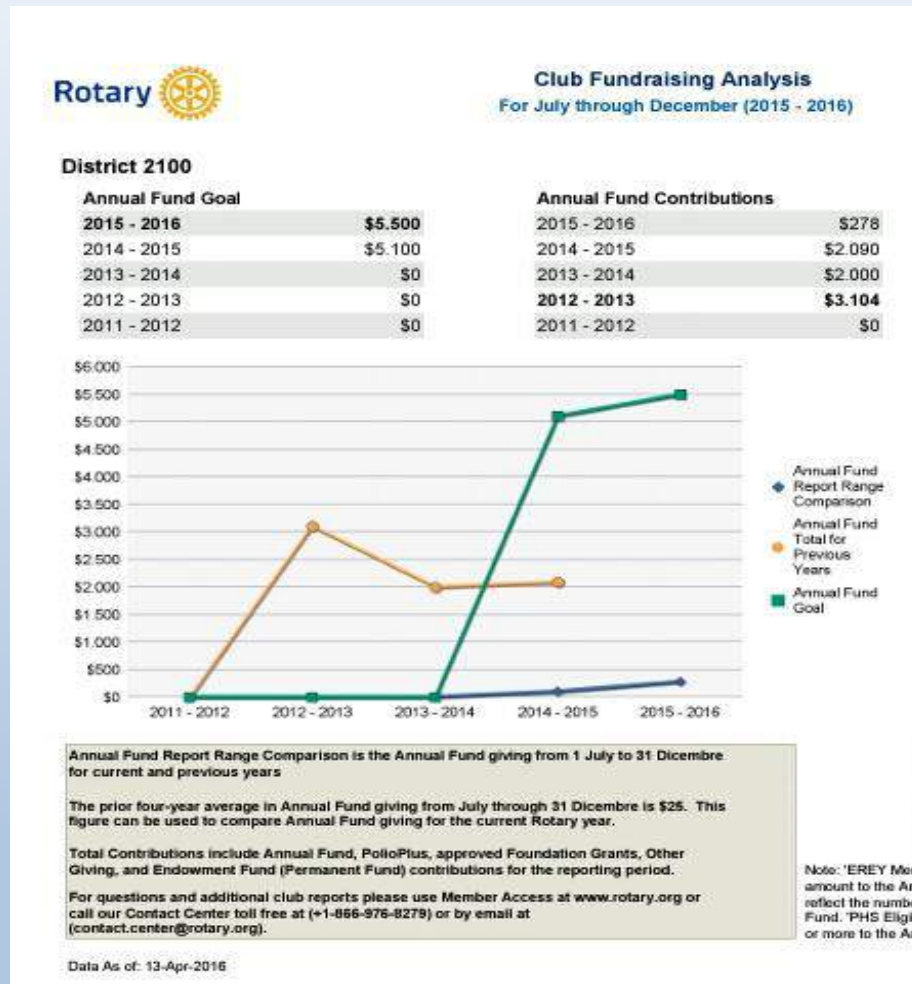 Rotary
Club Fundraising Analysis
For July through December (2015 - 2016)
District 2100
Annual Fund Goal
2015 - 2016 $5.500
2014 - 2015 $5.100
2013 - 2014 $0
2012 - 2013 $0
2011 - 2012 $0
Annual Fund Contributions
2015 - 2016 $278
2014 - 2015 $2.090
2013 - 2014 $2.000
2012 - 2013 $3.104
2011 - 2012 $0
$6.000
$5.500
$5.000
$4.500
$4.000
$3.500
$3.000
$2.500
$2.000
$1.500
$1.000
$500
$0
2011 - 2012 2012 - 2013 2013 - 2014 2014 - 2015 2015 - 2016
Annual Fund
Report Range
Comparison
Annual Fund
Total for
Previous
Years
Annual Fund
Goal
Annual Fund Report Range Comparison is the Annual Fund giving from 1 July to 31 Dicembre
for current and previous years
The prior four-year average in Annual Fund giving from July through 31 Dicembre is $25. This
figure can be used to compare Annual Fund giving for the current Rotary year.
Total Contributions include Annual Fund, PolioPlus, approved Foundation Grants, Other
Giving, and Endowment Fund (Permanent Fund) contributions for the reporting period.
For questions and additional club reports please use Member Access at www.rotary.org or
call our Contact Center toll free at (+1-866-976-8279) or by email at
(contact.center@rotary.org).
Note: 'EREY Me
amount to the A
reflect the numb
Fund. 'PHS Elig
or more to the A
Data As of: 13-Apr-2016